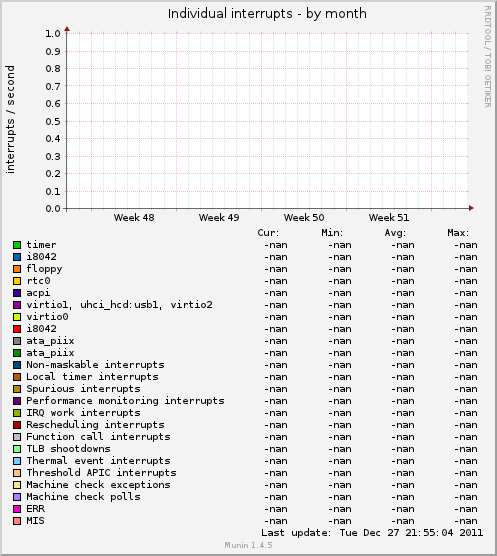 Individual interrupts - by month
RRDTOOL / TOBI OETIKER
interrupts / second
1.0
0.9
0.8
0.7
0.6
0.5
0.4
0.3
0.2
0.1
0.0
Week 48 Week 49 Week 50 Week 51
Cur: Min: Avg: Max:
timer -nan -nan -nan -nan
i8042 -nan -nan -nan -nan
floppy -nan -nan -nan -nan
rtc0 -nan -nan -nan -nan
acpi -nan -nan -nan -nan
virtio1, uhci_hcd:usb1, virtio2 -nan -nan -nan -nan
virtio0 -nan -nan -nan -nan
i8042 -nan -nan -nan -nan
ata_piix -nan -nan -nan -nan
ata_piix -nan -nan -nan -nan
Non-maskable interrupts -nan -nan -nan -nan
Local timer interrupts -nan -nan -nan -nan
Spurious interrupts -nan -nan -nan -nan
Performance monitoring interrupts -nan -nan -nan -nan
IRQ work interrupts -nan -nan -nan -nan
Rescheduling interrupts -nan -nan -nan -nan
Function call interrupts -nan -nan -nan -nan
TLB shootdowns -nan -nan -nan -nan
Thermal event interrupts -nan -nan -nan -nan
Threshold APIC interrupts -nan -nan -nan -nan
Machine check exceptions -nan -nan -nan -nan
Machine check polls -nan -nan -nan -nan
ERR -nan -nan -nan -nan
MIS -nan -nan -nan -nan
Last update: Tue Dec 27 21:55:04 2011
Munin 1.4.5